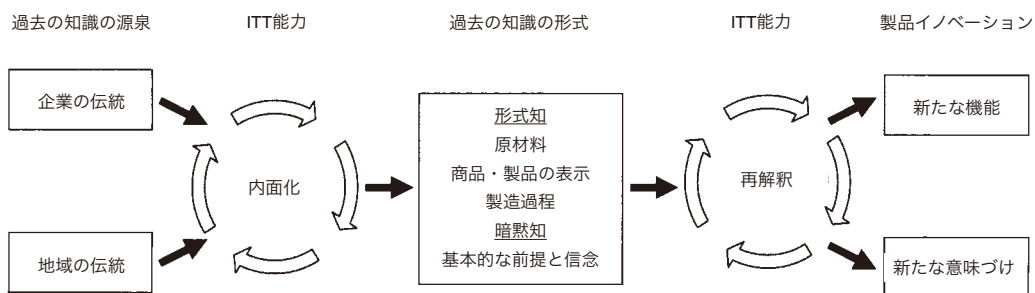 過去の知識の源泉
ITT能力
過去の知識の形式
ITT能力
製品イノベーション
企業の伝統
地域の伝統
内面化
形式知
原材料
商品・製品の表示
製造過程
暗黙知
基本的な前提と信念
再解釈
新たな機能
新たな意味づけ